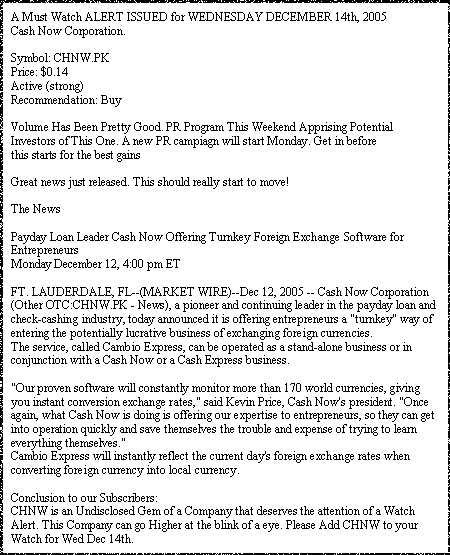 A Must Watch ALERT ISSUED for WEDNESDAY DECEMBER 14th, 2005
Cash Now Corporation.
Symbol: CHNW.PK
Price: $0.14
Active (strong)
Recommendation: Buy
Volume Has Been Pretty Good. PR Program This Weekend Apprising Potential
Investors of This One. A new PR campiagn will start Monday. Get in before
this starts for the best gains
Great news just released. This should really start to move!
The News
Payday Loan Leader Cash Now Offering Turnkey Foreign Exchange Software for
Entrepreneurs
Monday December 12, 4:00 pm ET
FT. LAUDERDALE, FL--(MARKET WIRE)--Dec 12, 2005 -- Cash Now Corporation
(Other OTC:CHNW.PK - News), a pioneer and continuing leader in the payday loan and
check-cashing industry, today announced it is offering entrepreneurs a "turnkey" way of
entering the potentially lucrative business of exchanging foreign currencies.
The service, called Cambio Express, can be operated as a stand-alone business or in
conjunction with a Cash Now or a Cash Express business.
"Our proven software will constantly monitor more than 170 world currencies, giving
you instant conversion exchange rates," said Kevin Price, Cash Now's president. "Once
again, what Cash Now is doing is offering our expertise to entrepreneurs, so they can get
into operation quickly and save themselves the trouble and expense of trying to learn
everything themselves."
Cambio Express will instantly reflect the current day's foreign exchange rates when
converting foreign currency into local currency.
Conclusion to our Subscribers:
CHNW is an Undisclosed Gem of a Company that deserves the attention of a Watch
Alert. This Company can go Higher at the blink of a eye. Please Add CHNW to your
Watch for Wed Dec 14th.